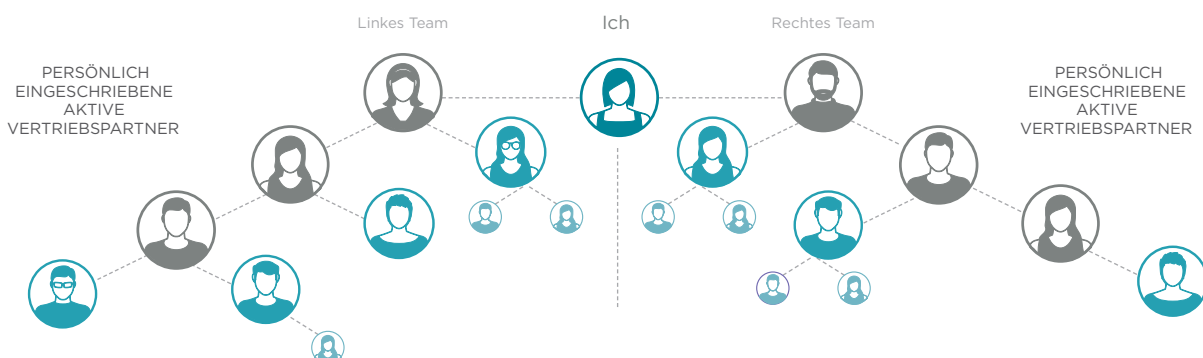 Linkes Team
Ich
Rechtes Team
PERSÖNLICH
EINGESCHRIEBENE
AKTIVE
VERTRIEBSPARTNER
PERSÖNLICH
EINGESCHRIEBENE
AKTIVE
VERTRIEBSPARTNER